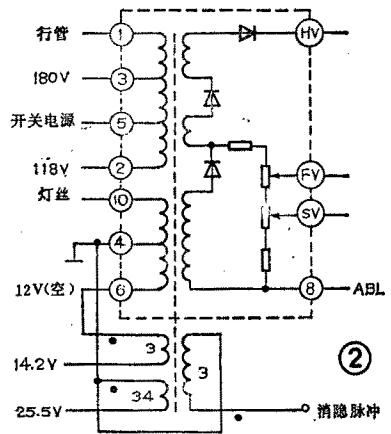 行管 ① HV
180V ③
开关电源 ⑤
118V ② FV
灯丝 ⑩ SV
④
12V(空) ⑥ ⑧ ABL
3 3 ②
14.2V
34
25.5V 消隐脉冲